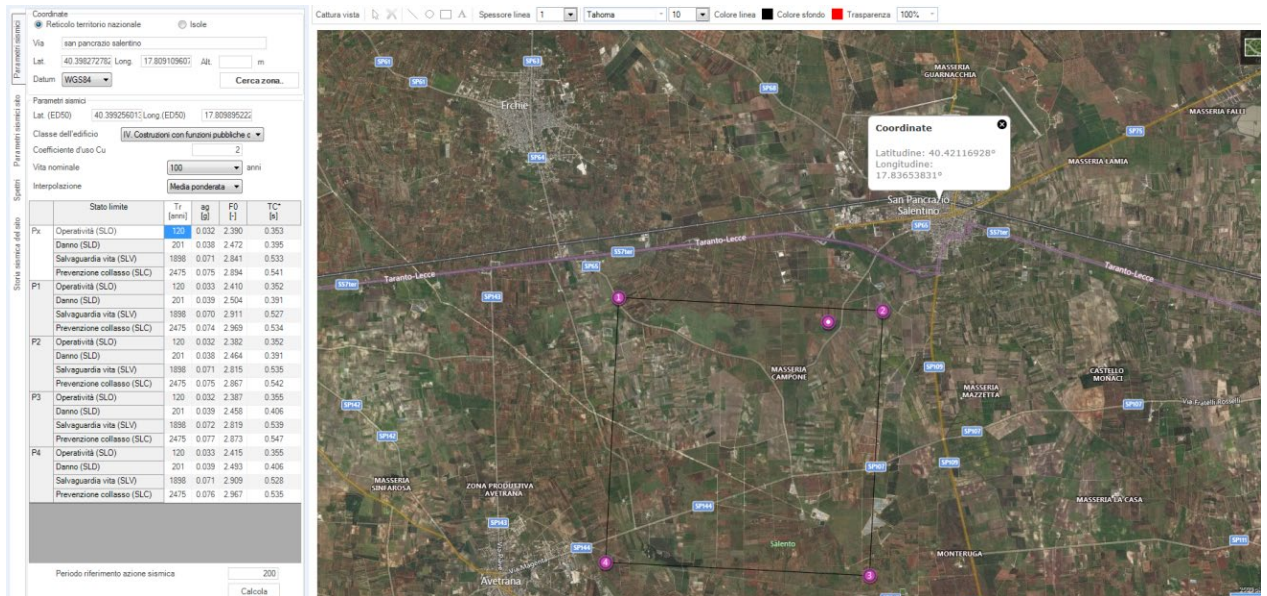 Coordinate
Reticolo territorio nazionale Isole
Via san pancrazio salentino
Lat. 40.398272782 Long. 17.809109607 Alt. m
Datum WGS84 Cerca zona..
Parametri sismici
Lat. (ED50) 40.399256013 Long.(ED50) 17.809895222
Classe dell'edificio IV. Costruzioni con funzioni pubbliche c
Coefficiente d'uso Cu 2
Vita nominale 100 anni
Interpolazione Media ponderata
Stato limite Tr [anni] ag [g] F0 [-] TC* [s]
Px Operatività (SLO) 120 0.032 2.390 0.353
Danno (SLD) 201 0.038 2.472 0.395
Salvaguardia vita (SLV) 1898 0.071 2.841 0.533
Prevenzione collasso (SLC) 2475 0.075 2.894 0.541
P1 Operatività (SLO) 120 0.033 2.410 0.352
Danno (SLD) 201 0.039 2.504 0.391
Salvaguardia vita (SLV) 1898 0.070 2.911 0.527
Prevenzione collasso (SLC) 2475 0.074 2.969 0.534
P2 Operatività (SLO) 120 0.032 2.382 0.352
Danno (SLD) 201 0.038 2.464 0.391
Salvaguardia vita (SLV) 1898 0.071 2.815 0.535
Prevenzione collasso (SLC) 2475 0.075 2.867 0.542
P3 Operatività (SLO) 120 0.032 2.387 0.355
Danno (SLD) 201 0.039 2.458 0.406
Salvaguardia vita (SLV) 1898 0.072 2.819 0.539
Prevenzione collasso (SLC) 2475 0.077 2.873 0.547
P4 Operatività (SLO) 120 0.033 2.415 0.355
Danno (SLD) 201 0.039 2.493 0.406
Salvaguardia vita (SLV) 1898 0.071 2.909 0.528
Prevenzione collasso (SLC) 2475 0.076 2.967 0.535
Periodo riferimento azione sismica 200
Calcola
Parametri sismici
Parametri sismici sito
Spettri
Storia sismica del sito
Cattura vista A Spessore linea 1 Tahoma 10 Colore linea Colore sfondo Trasparenza 100%
SP61
SP63
SP61
SP68
MASSERIA GUARNACCHIA
Erchie
MASSERIA FALLI
SP75
Coordinate
Latitudine: 40.42116928°
Longitudine:
17.83653831°
SP64
MASSERIA LAMIA
San Pancrazio
Salentino
SP65
SS7ter
SS7ter
Taranto-Lecce
SP65
Taranto-Lecce
Taranto-Lecce
SS7ter
SP143
1
2
MASSERIA
CAMPONE
SP109
CASTELLO
MONACI
MASSERIA
MAZZETTA
SP142
Via Fratelli Rosselli
SP107
SP107
SP142
SP109
SP107
MASSERIA
SINFAROSA
ZONA PRODUTTIVA
AVETRANA
MASSERIA LA CASA
SP144
SP143
SP144
Salento
SP111
MONTERUGA
Via Magenta
4
3
Avetrana